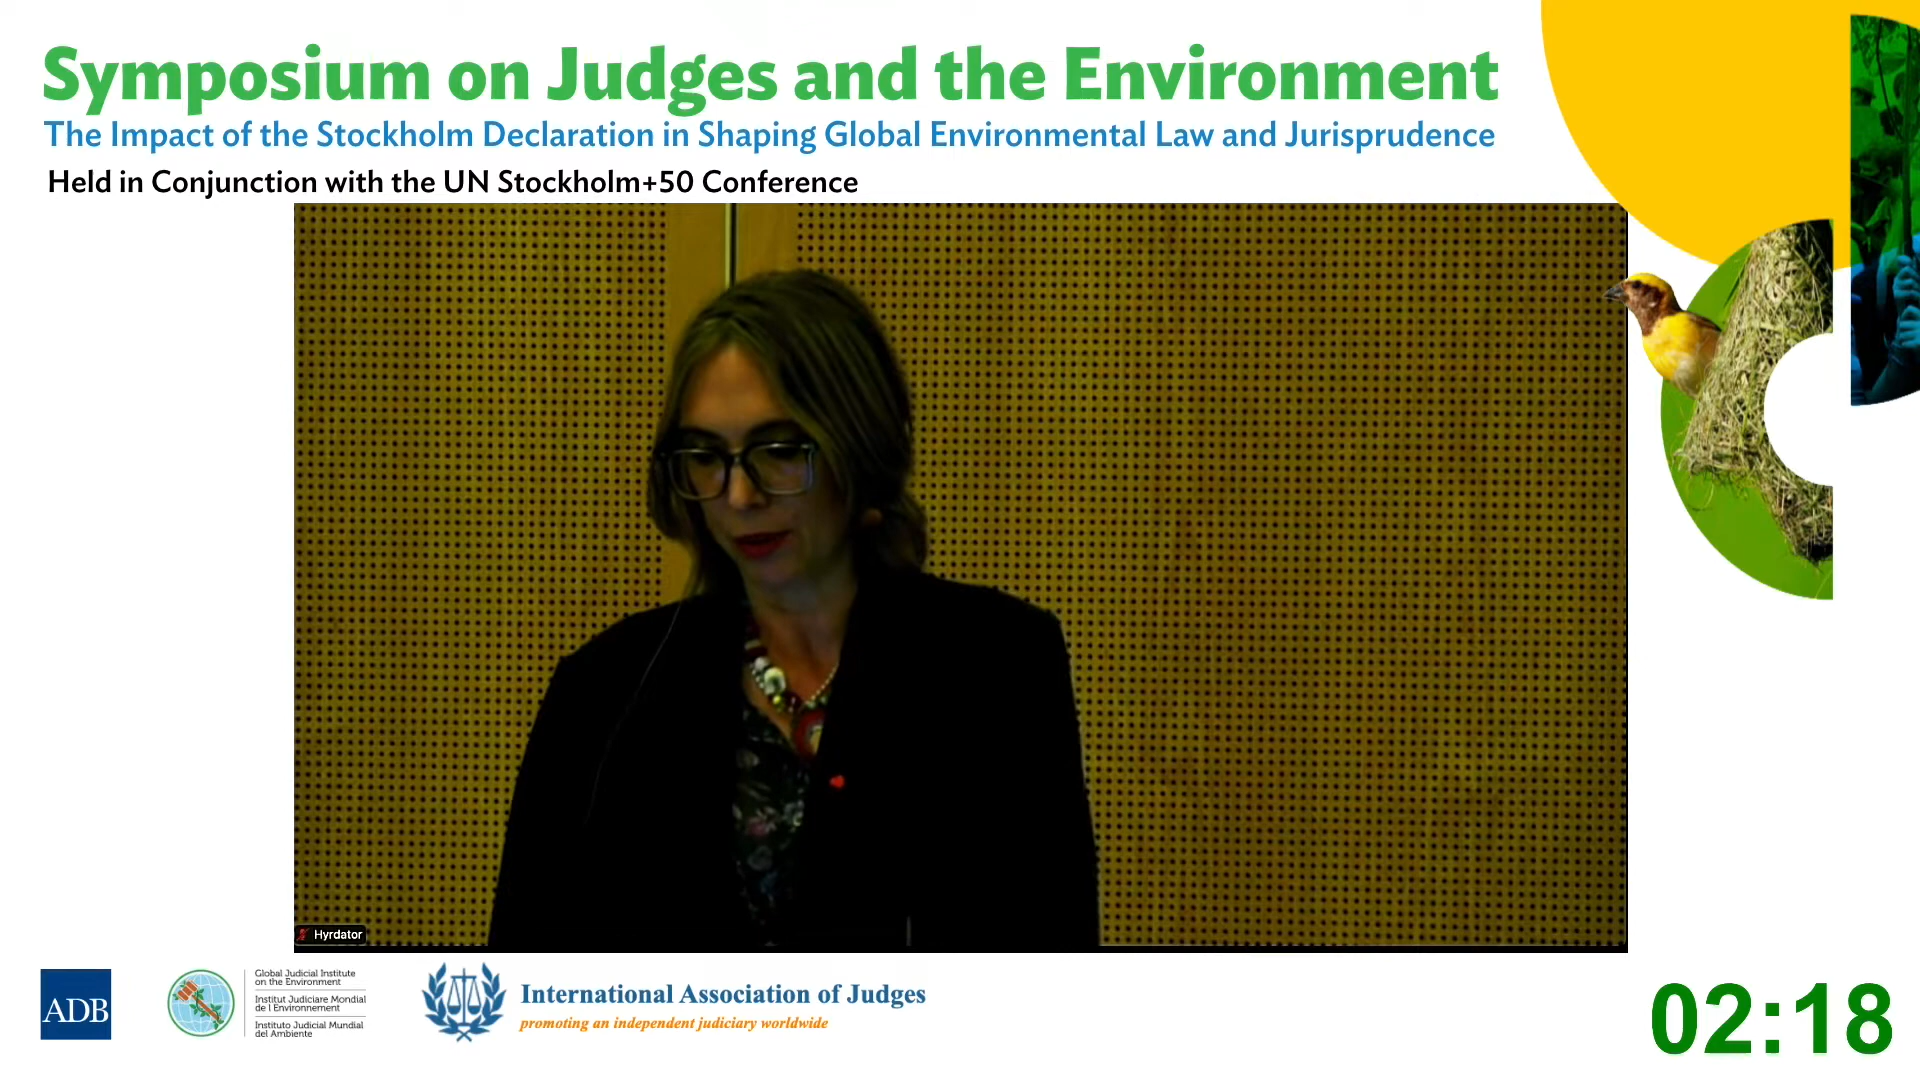 Symposium on Judges and the Environment
The Impact of the Stockholm Declaration in Shaping Global Environmental Law and Jurisprudence
Held in Conjunction with the UN Stockholm+50 Conference
Hyrdator
ADB
Global Judicial Institute
on the Environment
Institut Judiciare Mondial
de l Environnement
Instituto Judicial Mundial
del Ambiente
International Association of Judges
promoting an independent judiciary worldwide
02:18